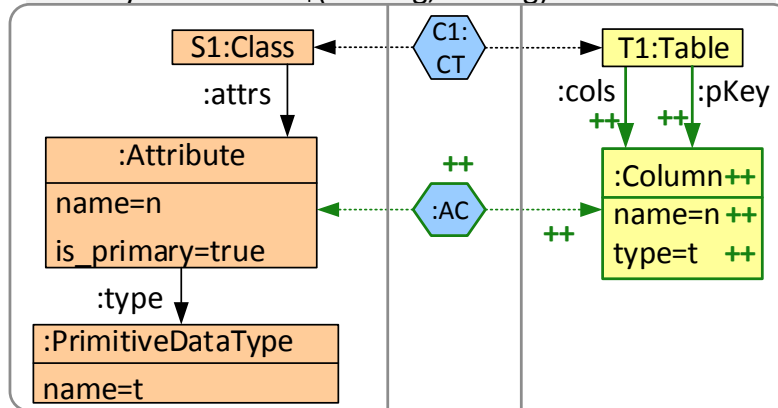 S1:Class
C1:
CT
T1:Table
:attrs
:cols
:pKey
++
++
:Attribute
++
:Column++
name=n
:AC
name=n ++
is_primary=true
++
type=t ++
:type
:PrimitiveDataType
name=t